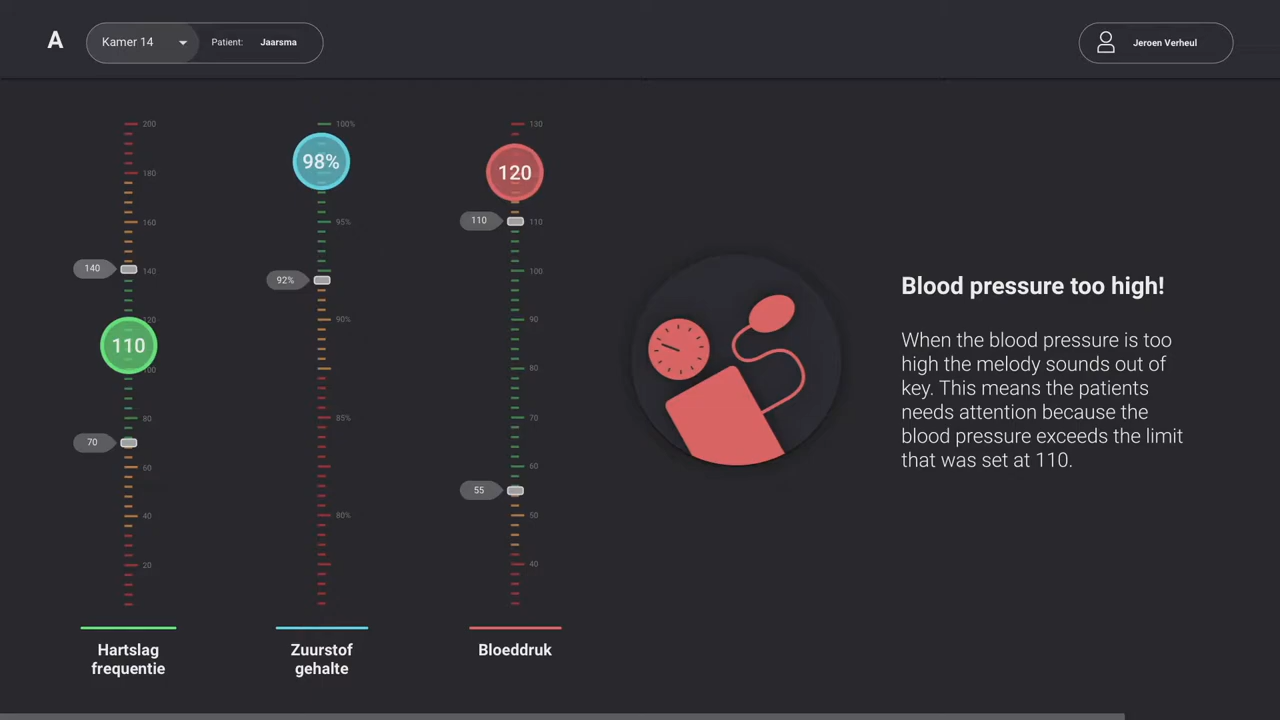 A
Kamer 14
Patient: Jaarsma
Jeroen Verheul
200
180
160
140
140
120
110
100
80
70
60
40
20
Hartslag
frequentie
100%
98%
95%
92%
90%
85%
80%
Zuurstof
gehalte
130
120
110
110
100
90
80
70
60
55
50
40
Bloeddruk
Blood pressure too high!
When the blood pressure is too
high the melody sounds out of
key. This means the patients
needs attention because the
blood pressure exceeds the limit
that was set at 110.